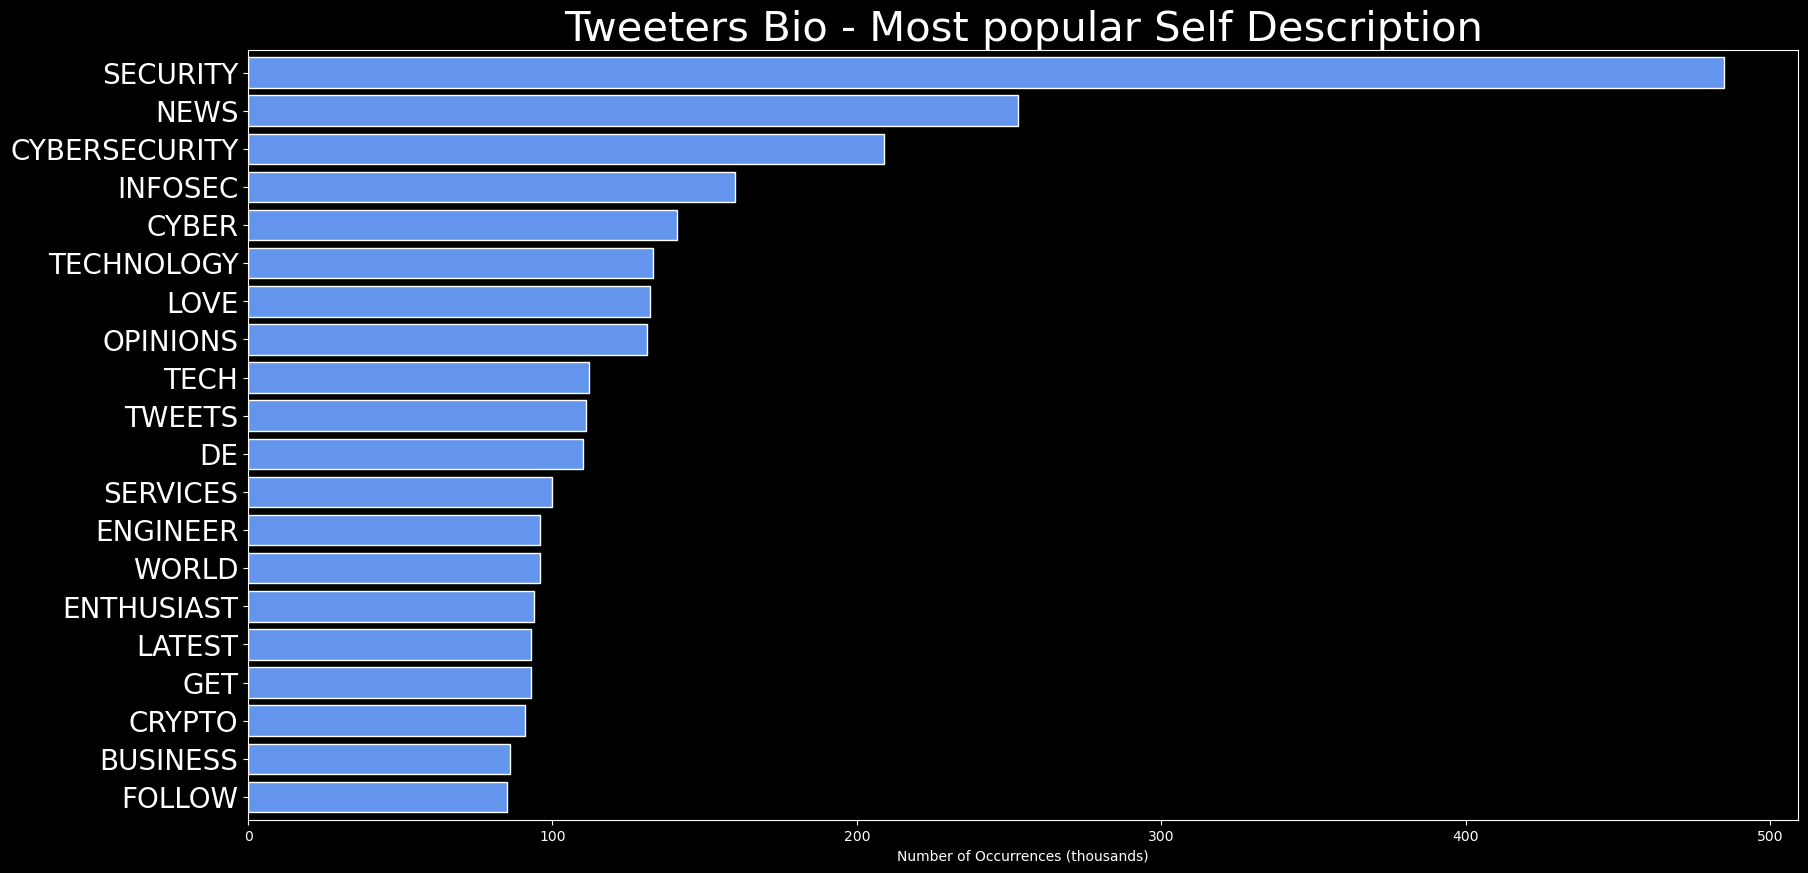 Tweeters Bio - Most popular Self Description
SECURITY
NEWS
CYBERSECURITY
INFOSEC
CYBER
TECHNOLOGY
LOVE
OPINIONS
TECH
TWEETS
DE
SERVICES
ENGINEER
WORLD
ENTHUSIAST
LATEST
GET
CRYPTO
BUSINESS
FOLLOW
0 100 200 300 400 500
Number of Occurrences (thousands)